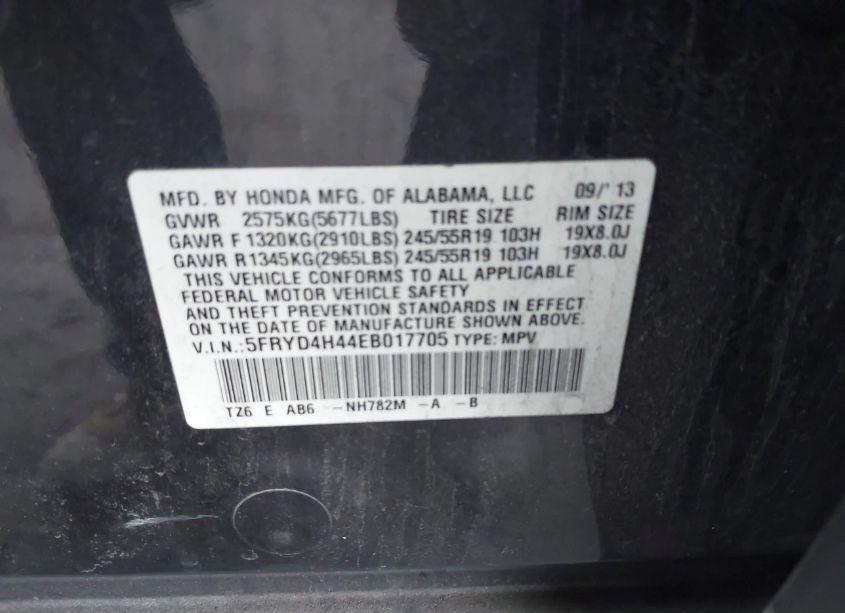 MFD. BY HONDA MFG. OF ALABAMA, LLC 09/' 13
GVWR 2575KG(5677LBS) TIRE SIZE RIM SIZE
GAWR F 1320KG(2910LBS) 245/55R19 103H 19X8.0J
GAWR R1345KG(2965LBS) 245/55R19 103H 19X8.0J
THIS VEHICLE CONFORMS TO ALL APPLICABLE
FEDERAL MOTOR VEHICLE SAFETY
AND THEFT PREVENTION STANDARDS IN EFFECT
ON THE DATE OF MANUFACTURE SHOWN ABOVE.
V.I.N.:5FRYD4H44EB017705 TYPE: MPV
TZ6 E AB6 -NH782M -A -B